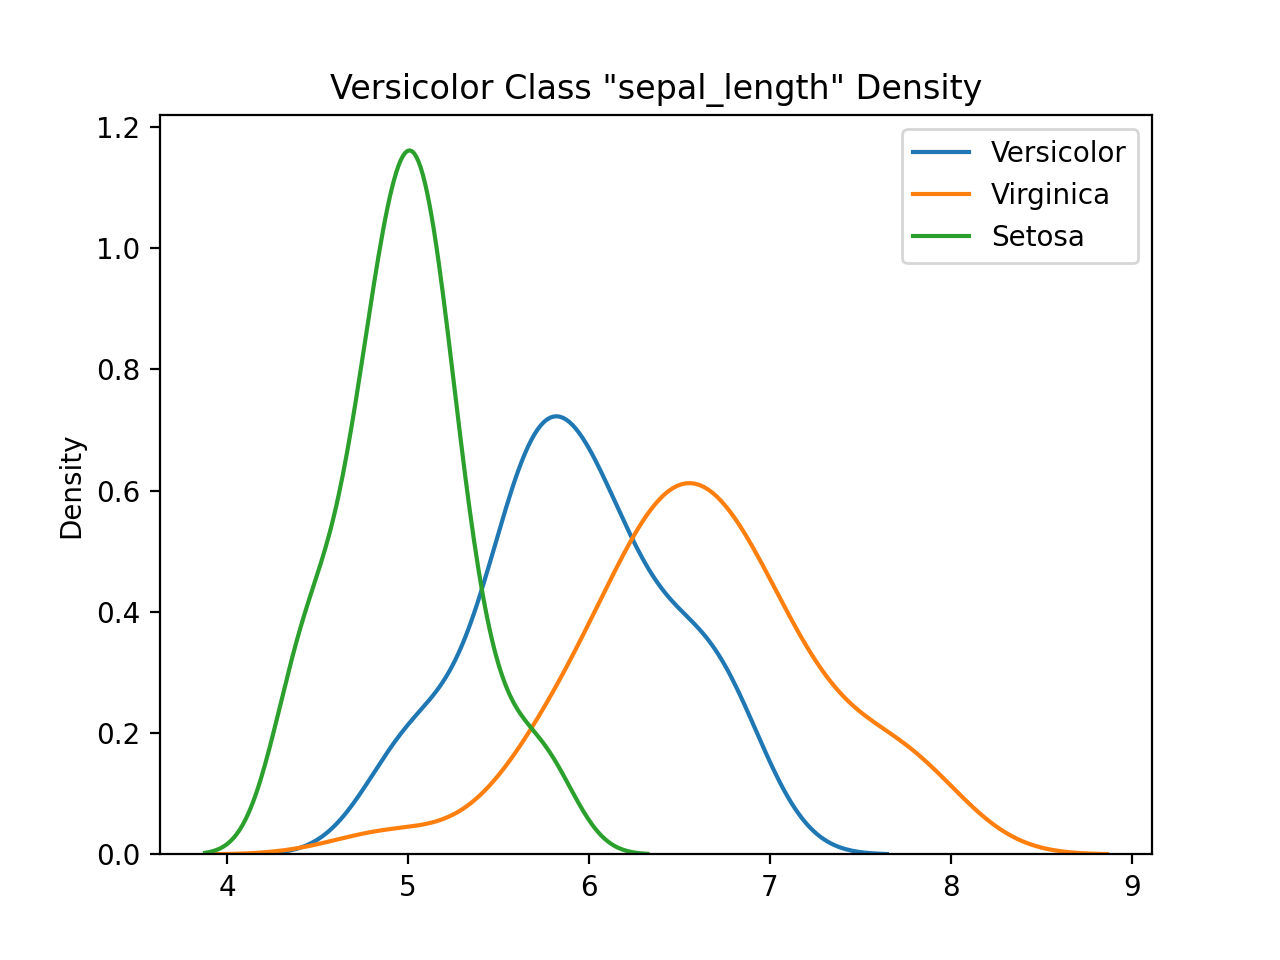 Versicolor Class "sepal_length" Density
1.2
1.0
0.8
0.6
0.4
0.2
0.0
Density
Versicolor
Virginica
Setosa
4 5 6 7 8 9